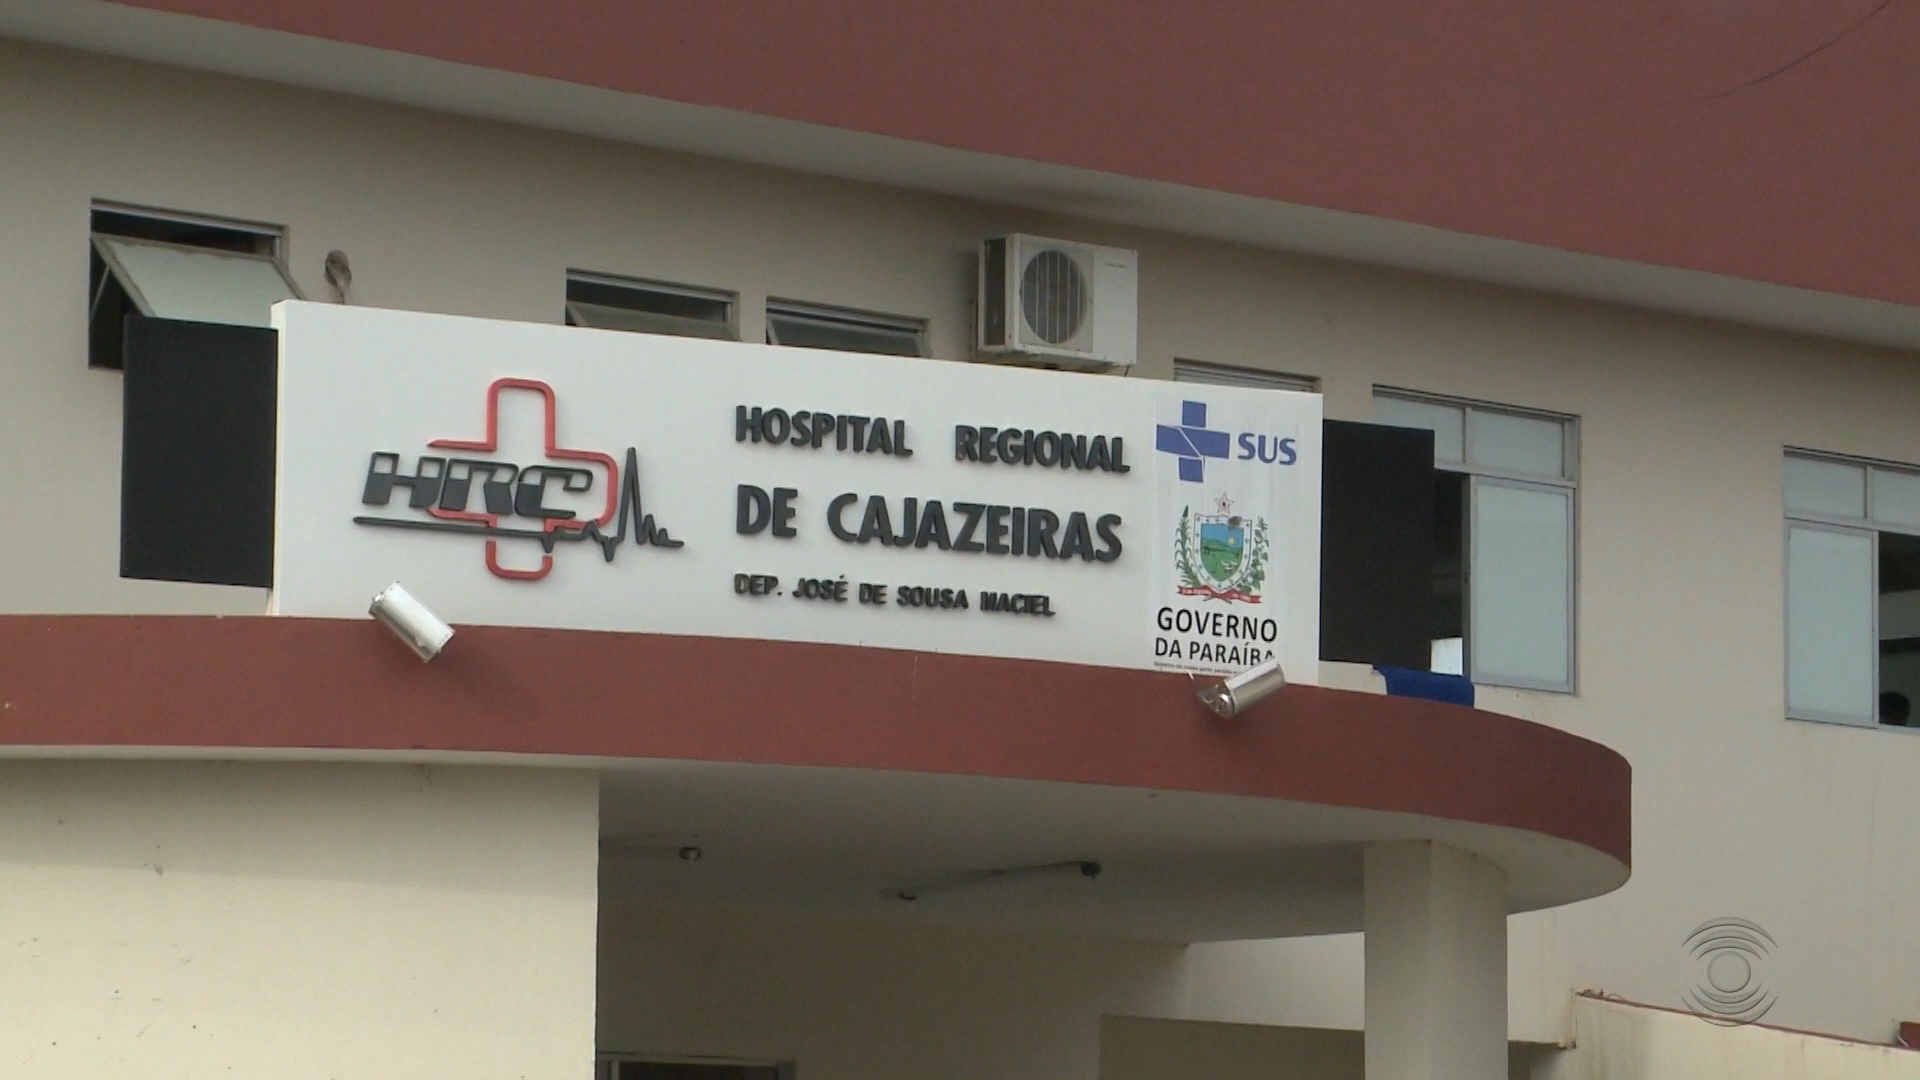 HRC
HOSPITAL REGIONAL
DE CAJAZEIRAS
DEP. JOSÉ DE SOUSA MACIEL
SUS
GOVERNO
DA PARAÍBA